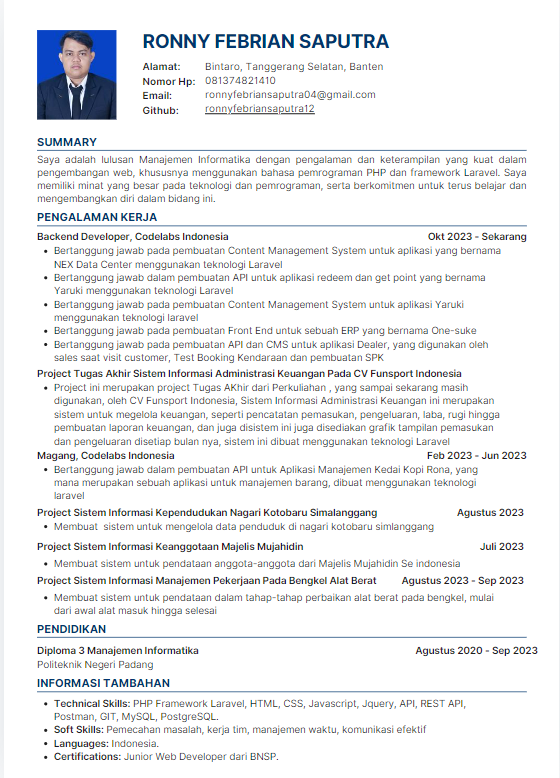 RONNY FEBRIAN SAPUTRA
Alamat: Bintaro, Tanggerang Selatan, Banten
Nomor Hp: 081374821410
Email: ronnyfebriansaputra04@gmail.com
Github: ronnyfebriansaputra12
SUMMARY
Saya adalah lulusan Manajemen Informatika dengan pengalaman dan keterampilan yang kuat dalam
pengembangan web, khususnya menggunakan bahasa pemrograman PHP dan framework Laravel. Saya
memiliki minat yang besar pada teknologi dan pemrograman, serta berkomitmen untuk terus belajar dan
mengembangkan diri dalam bidang ini.
PENGALAMAN KERJA
Backend Developer, Codelabs Indonesia Okt 2023 - Sekarang
• Bertanggung jawab pada pembuatan Content Management System untuk aplikasi yang bernama
NEX Data Center menggunakan teknologi Laravel
• Bertanggung jawab dalam pembuatan API untuk aplikasi redeem dan get point yang bernama
Yaruki menggunakan teknologi Laravel
• Bertanggung jawab pada pembuatan Content Management System untuk aplikasi Yaruki
menggunakan teknologi laravel
• Bertanggung jawab pada pembuatan Front End untuk sebuah ERP yang bernama One-suke
• Bertanggung jawab pada pembuatan API dan CMS untuk aplikasi Dealer, yang digunakan oleh
sales saat visit customer, Test Booking Kendaraan dan pembuatan SPK
Project Tugas Akhir Sistem Informasi Administrasi Keuangan Pada CV Funsport Indonesia
• Project ini merupakan project Tugas AKhir dari Perkuliahan , yang sampai sekarang masih
digunakan, oleh CV Funsport Indonesia, Sistem Informasi Administrasi Keuangan ini merupakan
sistem untuk megelola keuangan, seperti pencatatan pemasukan, pengeluaran, laba, rugi hingga
pembuatan laporan keuangan, dan juga disistem ini juga disediakan grafik tampilan pemasukan
dan pengeluaran disetiap bulan nya, sistem ini dibuat menggunakan teknologi Laravel
Magang, Codelabs Indonesia Feb 2023 - Jun 2023
• Bertanggung jawab dalam pembuatan API untuk Aplikasi Manajemen Kedai Kopi Rona, yang
mana merupakan sebuah aplikasi untuk manajemen barang, dibuat menggunakan teknologi
laravel
Project Sistem Informasi Kependudukan Nagari Kotobaru Simalanggang Agustus 2023
• Membuat sistem untuk mengelola data penduduk di nagari kotobaru simlanggang
Project Sistem Informasi Keanggotaan Majelis Mujahidin Juli 2023
• Membuat sistem untuk pendataan anggota-anggota dari Majelis Mujahidin Se indonesia
Project Sistem Informasi Manajemen Pekerjaan Pada Bengkel Alat Berat Agustus 2023 - Sep 2023
• Membuat sistem untuk pendataan dalam tahap-tahap perbaikan alat berat pada bengkel, mulai
dari awal alat masuk hingga selesai
PENDIDIKAN
Diploma 3 Manajemen Informatika Agustus 2020 - Sep 2023
Politeknik Negeri Padang
INFORMASI TAMBAHAN
• Technical Skills: PHP Framework Laravel, HTML, CSS, Javascript, Jquery, API, REST API,
Postman, GIT, MySQL, PostgreSQL.
• Soft Skills: Pemecahan masalah, kerja tim, manajemen waktu, komunikasi efektif
• Languages: Indonesia.
• Certifications: Junior Web Developer dari BNSP.